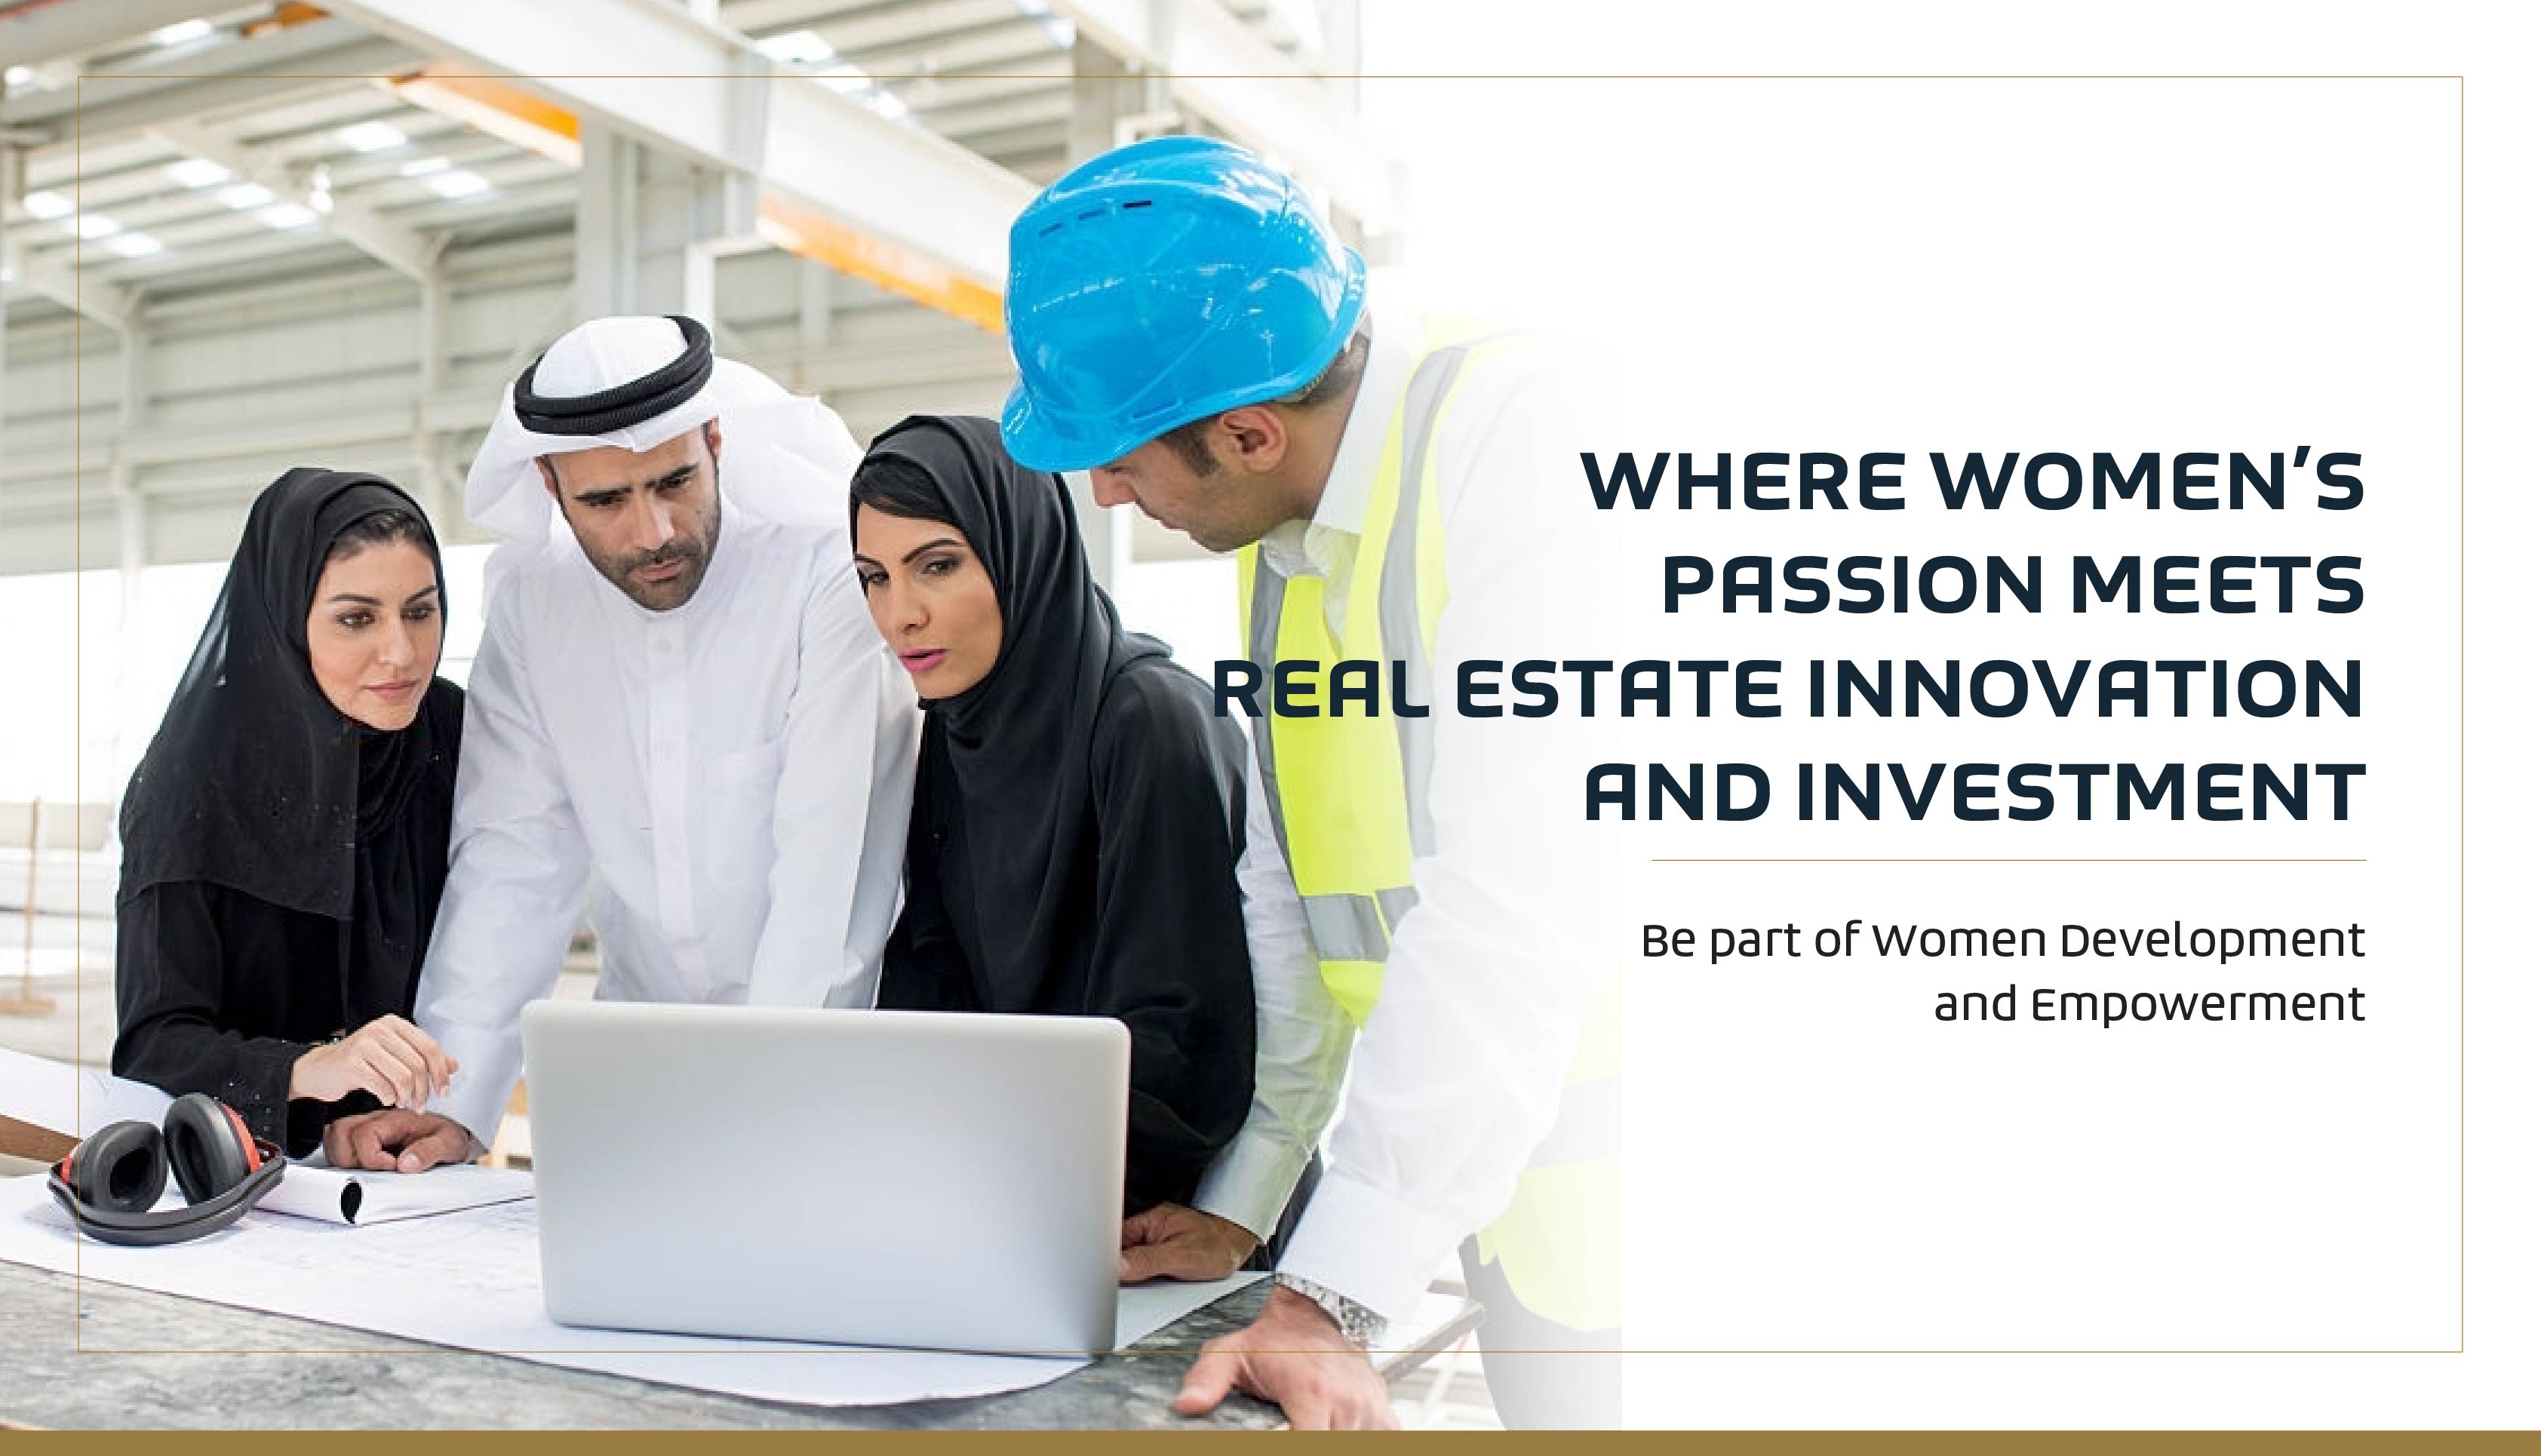 WHERE WOMEN’S
PASSION MEETS
REAL ESTATE INNOVATION
AND INVESTMENT
Be part of Women Development
and Empowerment